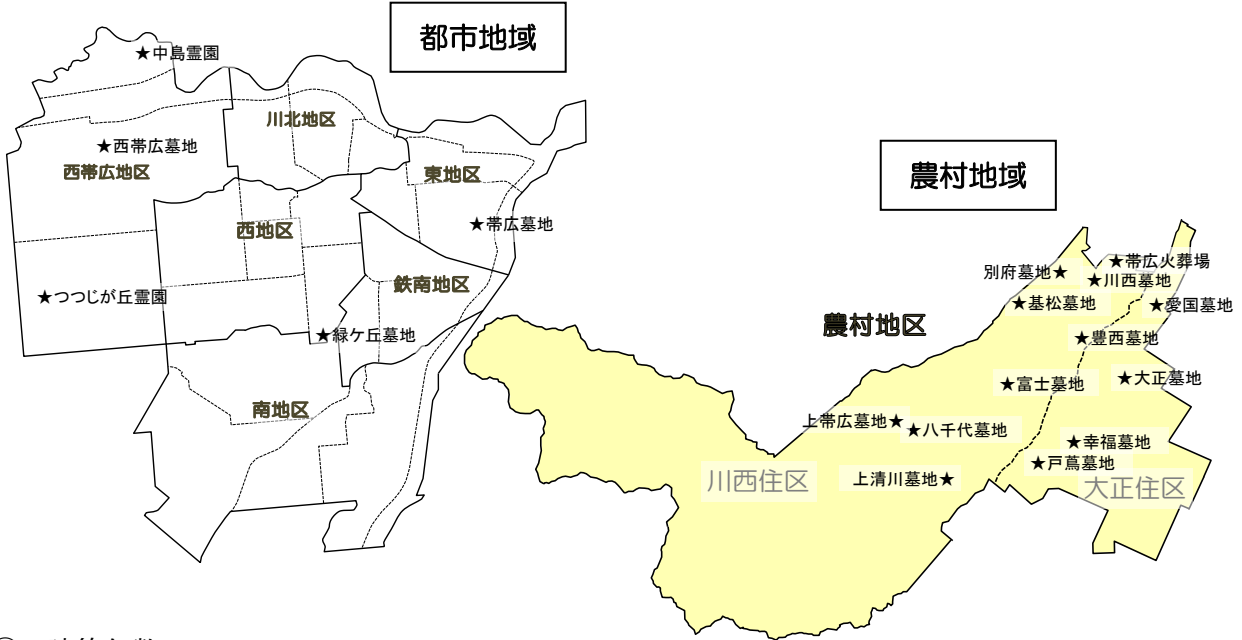 都市地域
★中島霊園
川北地区
★西帯広墓地
西帯広地区
東地区
★帯広墓地
西地区
鉄南地区
★つつじが丘霊園
★緑ケ丘墓地
南地区
農村地域
★帯広火葬場
別府墓地★
★川西墓地
★基松墓地
★愛国墓地
農村地区
★豊西墓地
★富士墓地
★大正墓地
上帯広墓地★
★八千代墓地
★幸福墓地
★戸蔦墓地
川西住区
上清川墓地★
大正住区